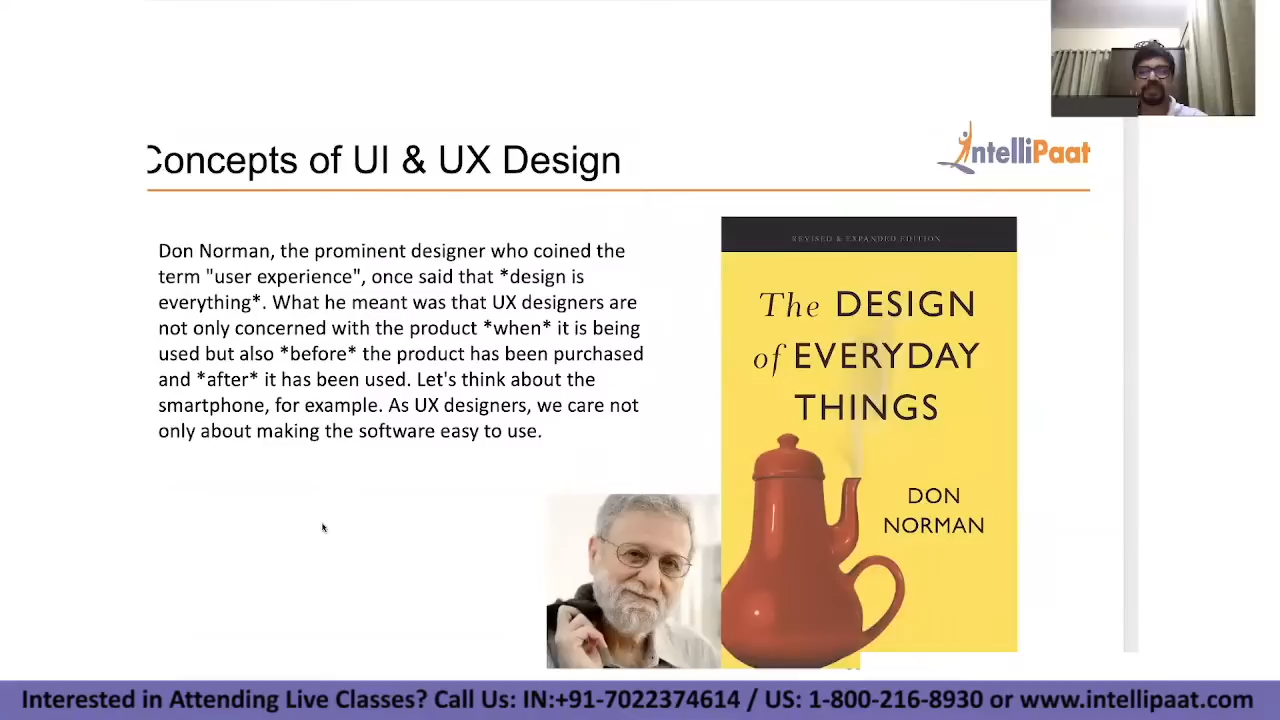 Concepts of UI & UX Design
IntelliPaat
Don Norman, the prominent designer who coined the
term "user experience", once said that *design is
everything*. What he meant was that UX designers are
not only concerned with the product *when* it is being
used but also *before* the product has been purchased
and *after* it has been used. Let's think about the
smartphone, for example. As UX designers, we care not
only about making the software easy to use.
REVISED & EXPANDED EDITION
The DESIGN
of EVERYDAY
THINGS
DON
NORMAN
Interested in Attending Live Classes? Call Us: IN:+91-7022374614 / US: 1-800-216-8930 or www.intellipaat.com